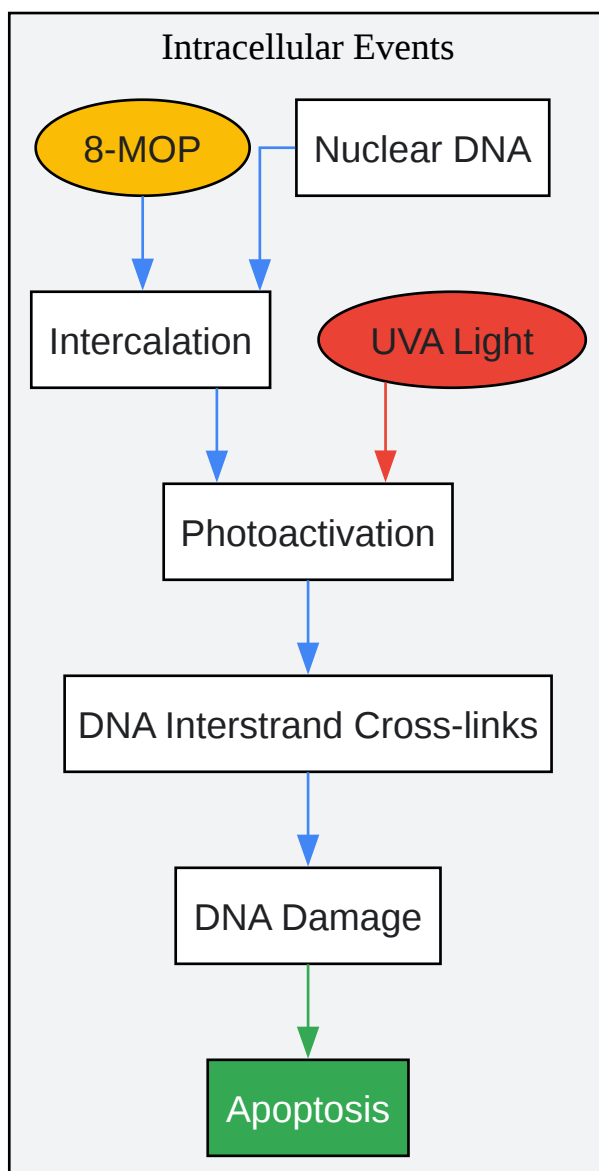 Intracellular Events
8-MOP
Nuclear DNA
Intercalation
UVA Light
Photoactivation
DNA Interstrand Cross-links
DNA Damage
Apoptosis